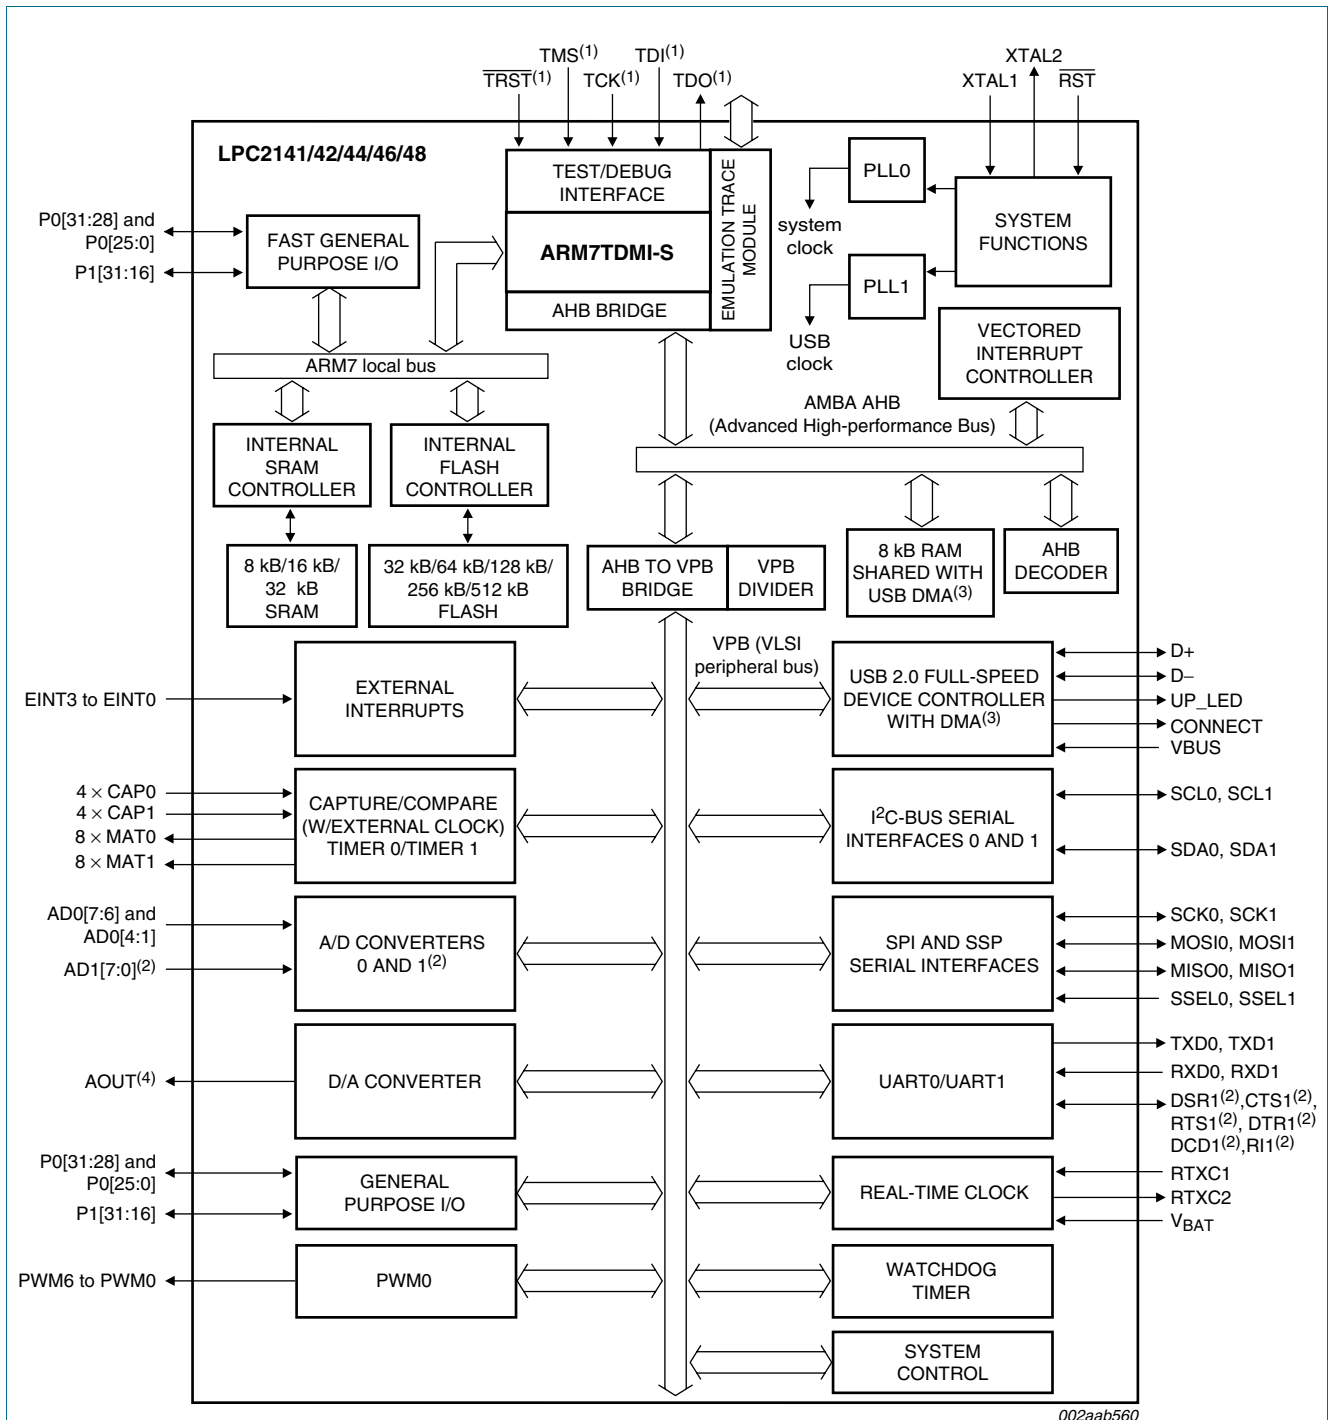 TMS(1)
TDI(1)
XTAL2
TRST(1)
TCK(1)
TDO(1)
XTAL1
RST
LPC2141/42/44/46/48
TEST/DEBUG
INTERFACE
EMULATION TRACE
MODULE
PLL0
SYSTEM
FUNCTIONS
system
clock
P0[31:28] and
P0[25:0]
P1[31:16]
FAST GENERAL
PURPOSE I/O
ARM7TDMI-S
PLL1
AHB BRIDGE
USB
clock
VECTORED
INTERRUPT
CONTROLLER
ARM7 local bus
AMBA AHB
(Advanced High-performance Bus)
INTERNAL
SRAM
CONTROLLER
INTERNAL
FLASH
CONTROLLER
8 kB/16 kB/
32 kB
SRAM
32 kB/64 kB/128 kB/
256 kB/512 kB
FLASH
AHB TO VPB
BRIDGE
VPB
DIVIDER
8 kB RAM
SHARED WITH
USB DMA(3)
AHB
DECODER
VPB (VLSI
peripheral bus)
EINT3 to EINT0
EXTERNAL
INTERRUPTS
USB 2.0 FULL-SPEED
DEVICE CONTROLLER
WITH DMA(3)
D+
D−
UP_LED
CONNECT
VBUS
4 × CAP0
4 × CAP1
8 × MAT0
8 × MAT1
CAPTURE/COMPARE
(W/EXTERNAL CLOCK)
TIMER 0/TIMER 1
I2C-BUS SERIAL
INTERFACES 0 AND 1
SCL0, SCL1
SDA0, SDA1
AD0[7:6] and
AD0[4:1]
AD1[7:0](2)
A/D CONVERTERS
0 AND 1(2)
SPI AND SSP
SERIAL INTERFACES
SCK0, SCK1
MOSI0, MOSI1
MISO0, MISO1
SSEL0, SSEL1
AOUT(4)
D/A CONVERTER
UART0/UART1
TXD0, TXD1
RXD0, RXD1
DSR1(2),CTS1(2),
RTS1(2), DTR1(2)
DCD1(2),RI1(2)
P0[31:28] and
P0[25:0]
P1[31:16]
GENERAL
PURPOSE I/O
REAL-TIME CLOCK
RTXC1
RTXC2
VBAT
PWM6 to PWM0
PWM0
WATCHDOG
TIMER
SYSTEM
CONTROL
002aab560